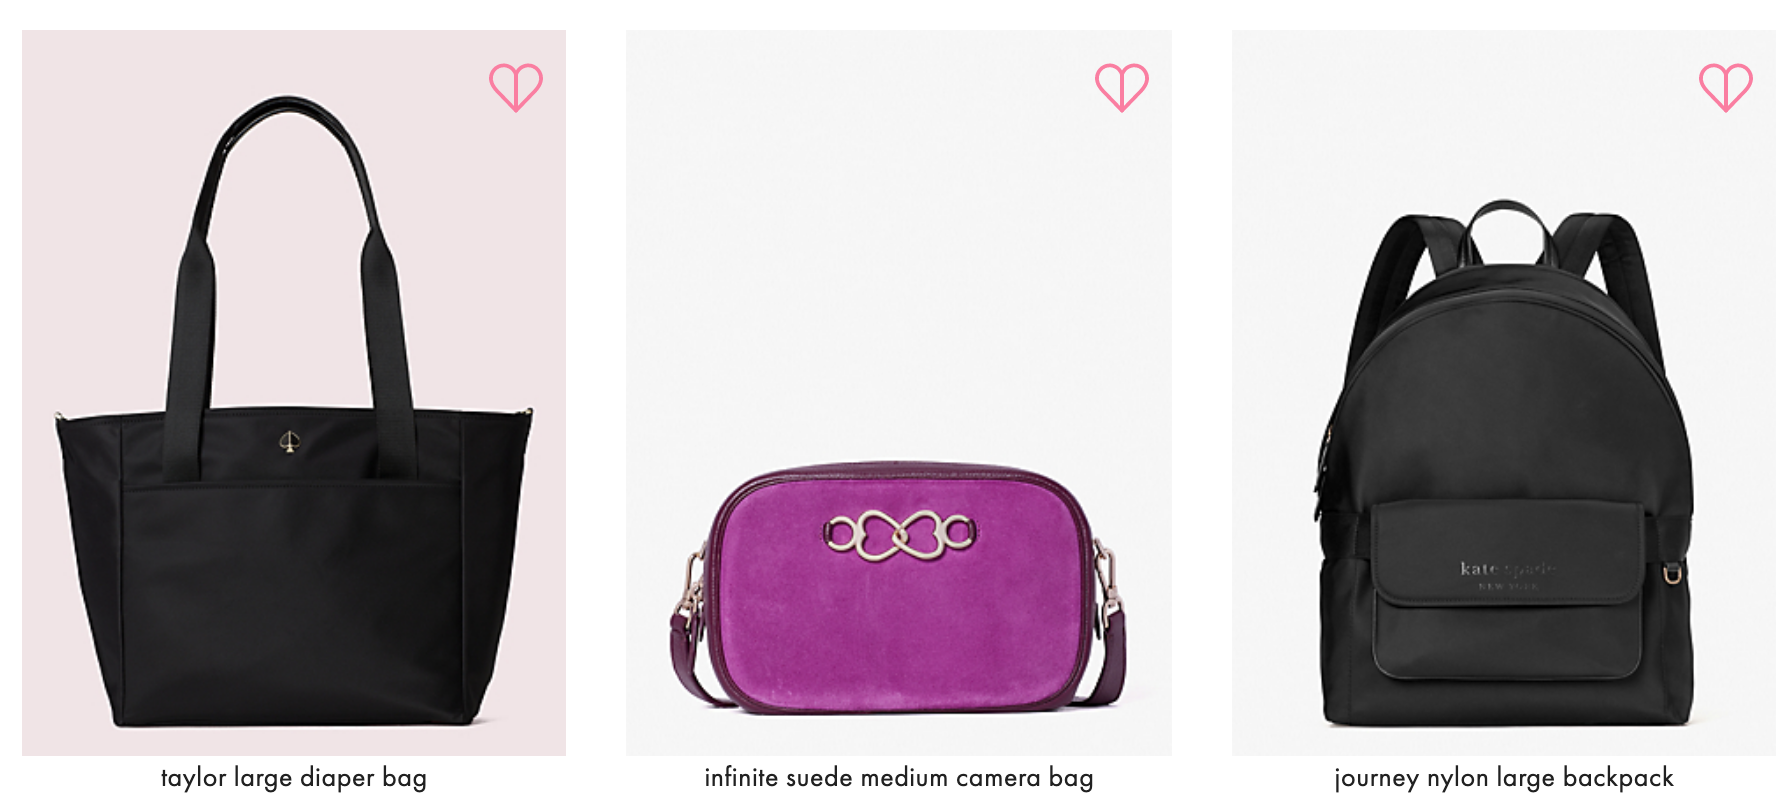 kate spade
NEW YORK
taylor large diaper bag
infinite suede medium camera bag
journey nylon large backpack